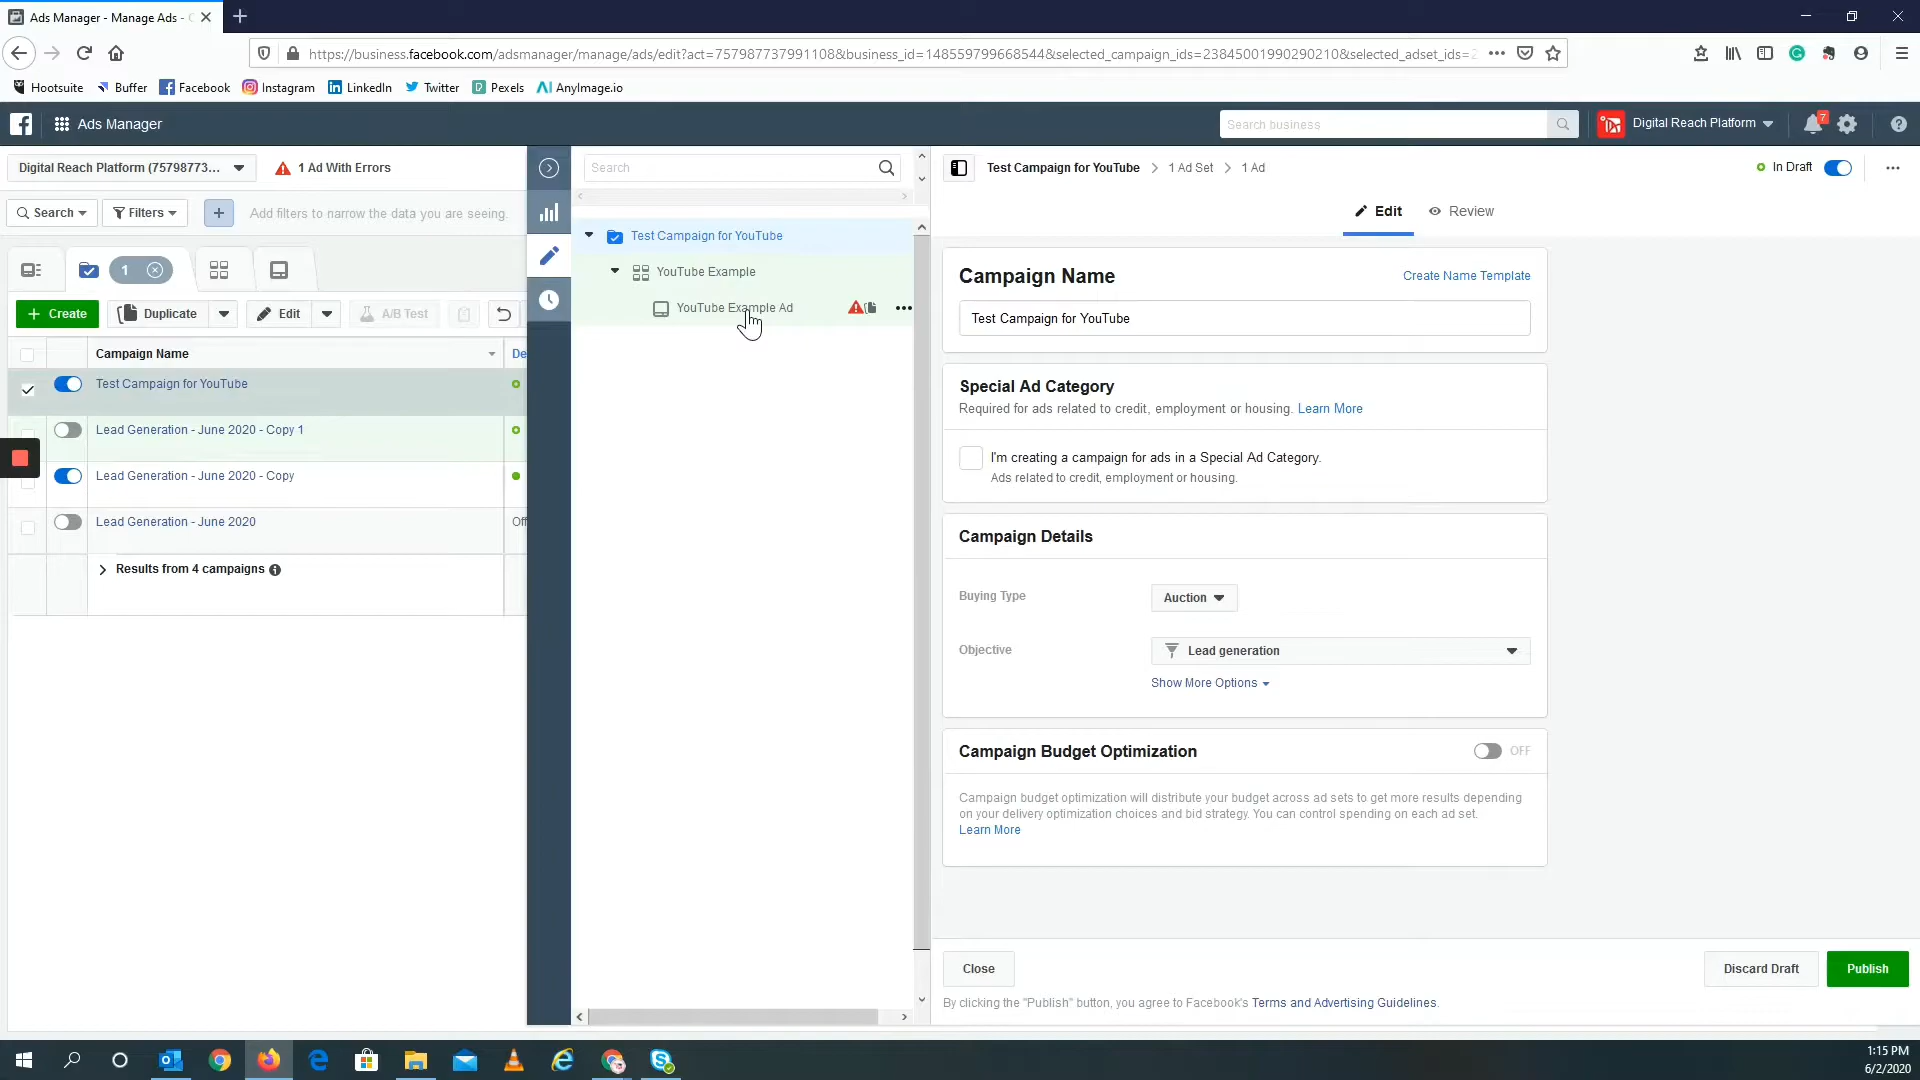 Ads Manager - Manage Ads - C
https://business.facebook.com/adsmanager/manage/ads/edit?act=757987737991108&business_id=148559799668544&selected_campaign_ids=23845001990290210&selected_adset_ids=2
Hootsuite
Buffer
Facebook
Instagram
LinkedIn
Twitter
Pexels
AnyImage.io
Ads Manager
Search business
Digital Reach Platform
7
Digital Reach Platform (75798773...
1 Ad With Errors
Search
Filters
Add filters to narrow the data you are seeing.
1
Create
Duplicate
Edit
A/B Test
Campaign Name
De
Test Campaign for YouTube
Lead Generation - June 2020 - Copy 1
Lead Generation - June 2020 - Copy
Lead Generation - June 2020
Off
Results from 4 campaigns
Search
Test Campaign for YouTube
YouTube Example
YouTube Example Ad
Test Campaign for YouTube
1 Ad Set
1 Ad
In Draft
Edit
Review
Campaign Name
Create Name Template
Test Campaign for YouTube
Special Ad Category
Required for ads related to credit, employment or housing. Learn More
I'm creating a campaign for ads in a Special Ad Category.
Ads related to credit, employment or housing.
Campaign Details
Buying Type
Auction
Objective
Lead generation
Show More Options
Campaign Budget Optimization
OFF
Campaign budget optimization will distribute your budget across ad sets to get more results depending
on your delivery optimization choices and bid strategy. You can control spending on each ad set.
Learn More
Close
Discard Draft
Publish
By clicking the "Publish" button, you agree to Facebook's Terms and Advertising Guidelines.
1:15 PM
6/2/2020